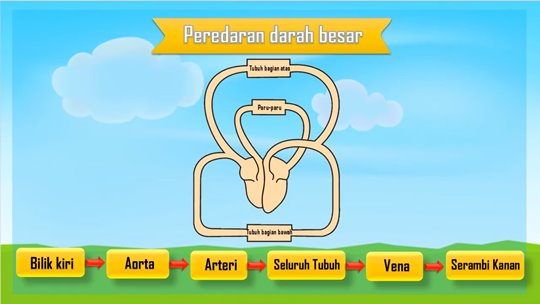 Peredaran darah besar
Tubuh bagian atas
Paru-paru
Tubuh bagian bawah
Bilik kiri
Aorta
Arteri
Seluruh Tubuh
Vena
Serambi Kanan